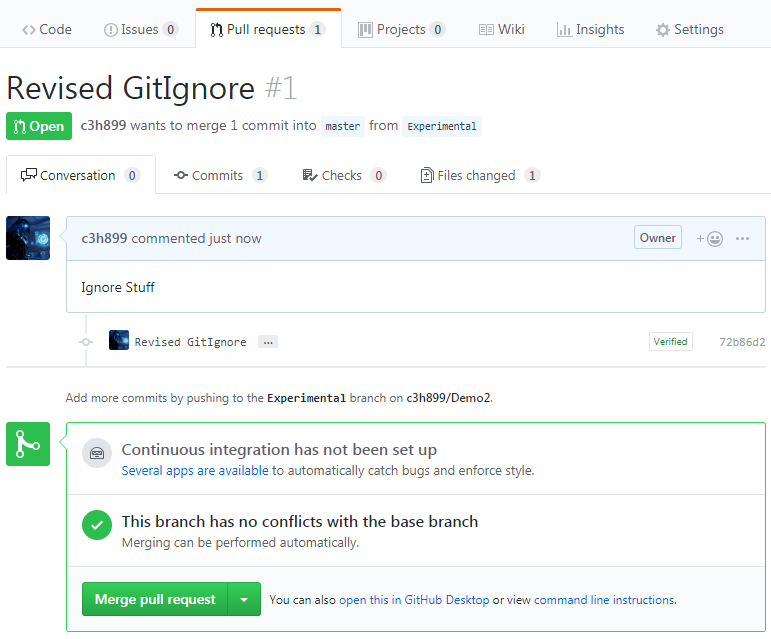 Code Issues 0 Pull requests 1 Projects 0 Wiki Insights Settings
Revised GitIgnore #1
Open c3h899 wants to merge 1 commit into master from Experimental
Conversation 0 Commits 1 Checks 0 Files changed 1
c3h899 commented just now Owner + ...
Ignore Stuff
Revised GitIgnore ... Verified 72b86d2
Add more commits by pushing to the Experimental branch on c3h899/Demo2.
Continuous integration has not been set up
Several apps are available to automatically catch bugs and enforce style.
This branch has no conflicts with the base branch
Merging can be performed automatically.
Merge pull request You can also open this in GitHub Desktop or view command line instructions.